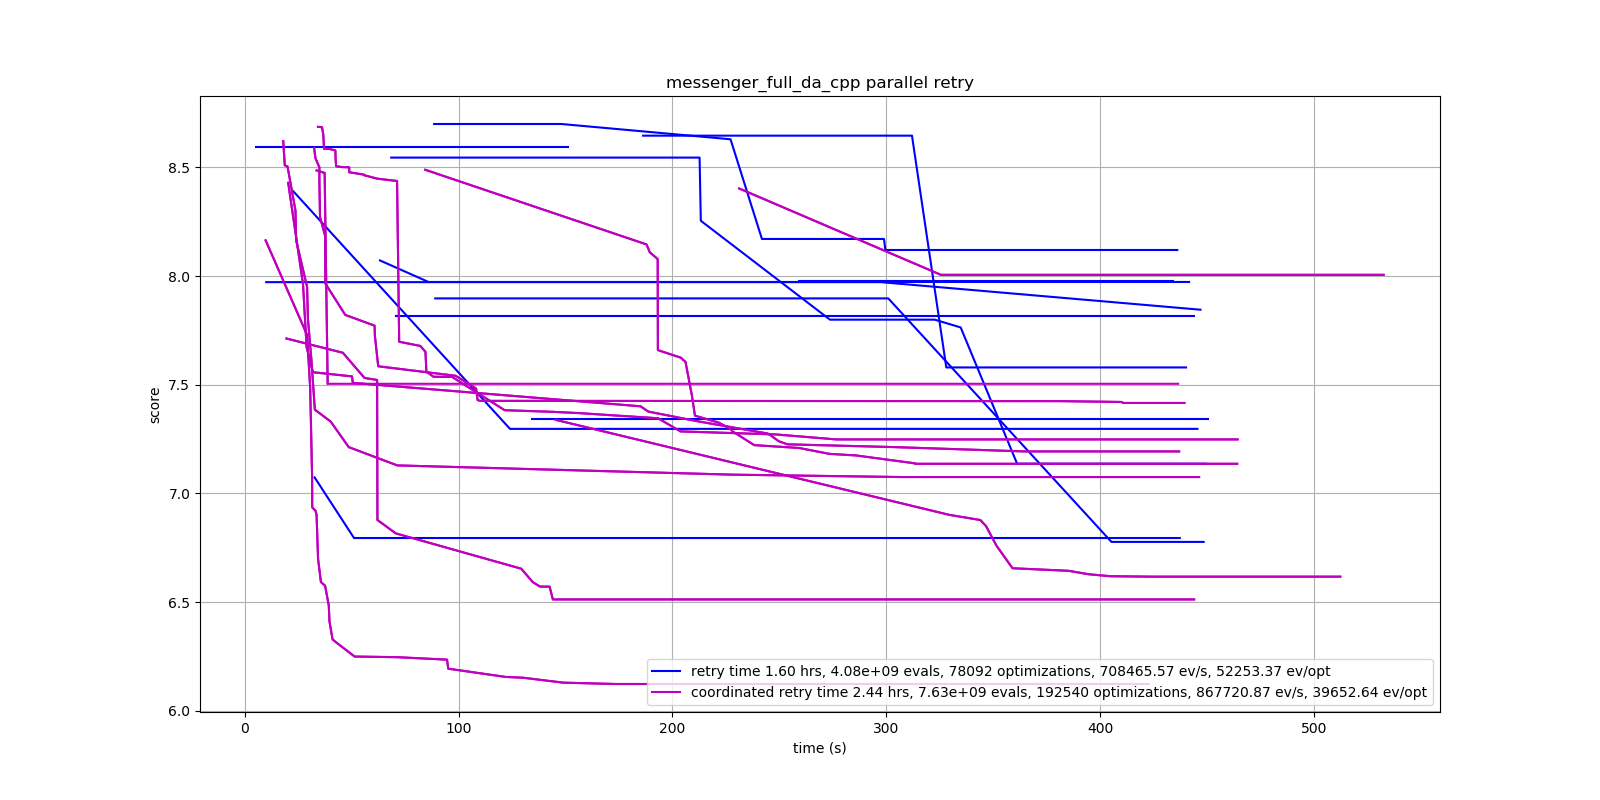 messenger_full_da_cpp parallel retry
score
8.5
8.0
7.5
7.0
6.5
6.0
retry time 1.60 hrs, 4.08e+09 evals, 78092 optimizations, 708465.57 ev/s, 52253.37 ev/opt
coordinated retry time 2.44 hrs, 7.63e+09 evals, 192540 optimizations, 867720.87 ev/s, 39652.64 ev/opt
0 100 200 300 400 500
time (s)